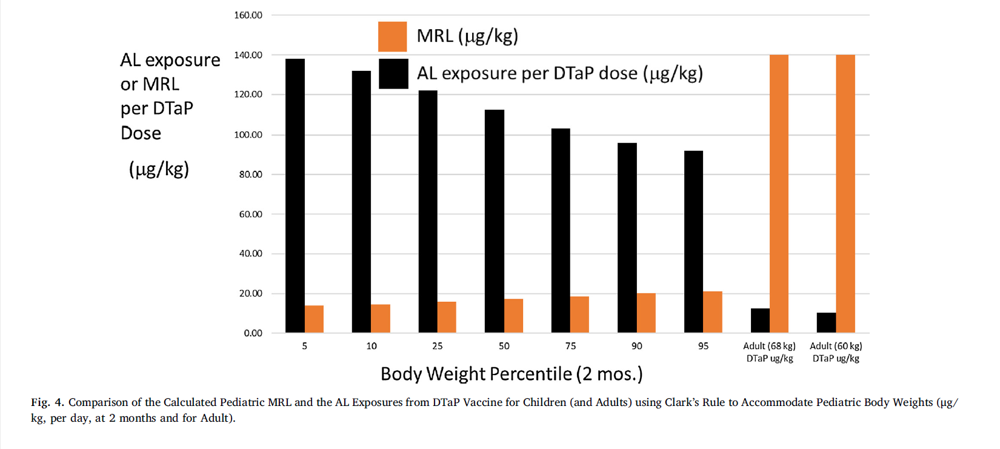 160.00
140.00
120.00
100.00
80.00
60.00
40.00
20.00
0.00
AL exposure
or MRL
per DTaP
Dose
(µg/kg)
MRL (µg/kg)
AL exposure per DTaP dose (µg/kg)
5 10 25 50 75 90 95 Adult (68 kg) Adult (60 kg)
DTaP ug/kg DTaP ug/kg
Body Weight Percentile (2 mos.)
Fig. 4. Comparison of the Calculated Pediatric MRL and the AL Exposures from DTaP Vaccine for Children (and Adults) using Clark’s Rule to Accommodate Pediatric Body Weights (µg/
kg, per day, at 2 months and for Adult).